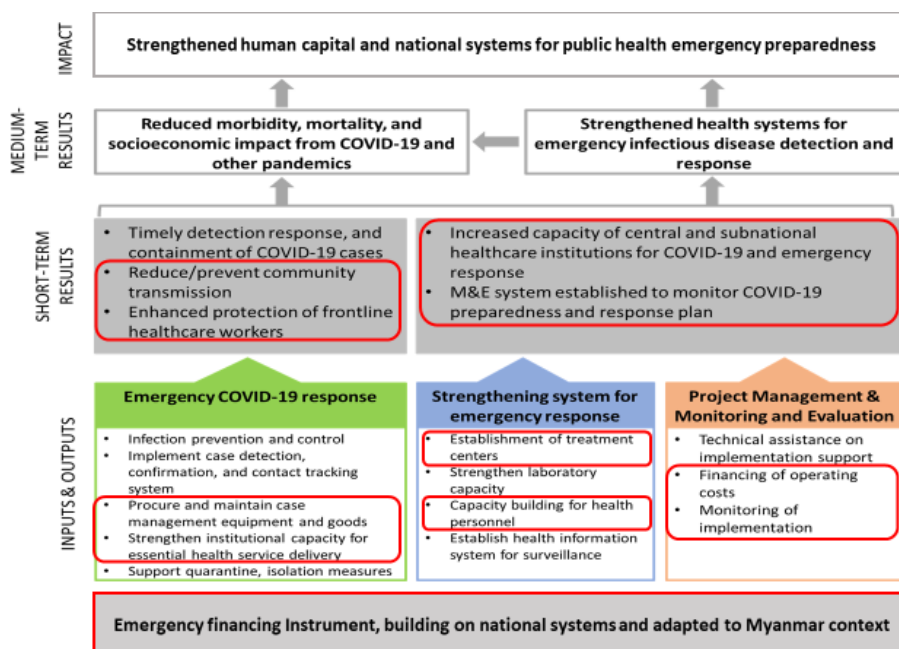 IMPACT
Strengthened human capital and national systems for public health emergency preparedness
MEDIUM-
TERM
RESULTS
Reduced morbidity, mortality, and
socioeconomic impact from COVID-19 and
other pandemics
Strengthened health systems for
emergency infectious disease detection and
response
SHORT-TERM
RESULTS
• Timely detection response, and
containment of COVID-19 cases
• Reduce/prevent community
transmission
• Enhanced protection of frontline
healthcare workers
• Increased capacity of central and subnational
healthcare institutions for COVID-19 and emergency
response
• M&E system established to monitor COVID-19
preparedness and response plan
INPUTS & OUTPUTS
Emergency COVID-19 response
• Infection prevention and control
• Implement case detection,
confirmation, and contact tracking
system
• Procure and maintain case
management equipment and goods
• Strengthen institutional capacity for
essential health service delivery
• Support quarantine, isolation measures
Strengthening system for
emergency response
• Establishment of treatment
centers
• Strengthen laboratory
capacity
• Capacity building for health
personnel
• Establish health information
system for surveillance
Project Management &
Monitoring and Evaluation
• Technical assistance on
implementation support
• Financing of operating
costs
• Monitoring of
implementation
Emergency financing Instrument, building on national systems and adapted to Myanmar context